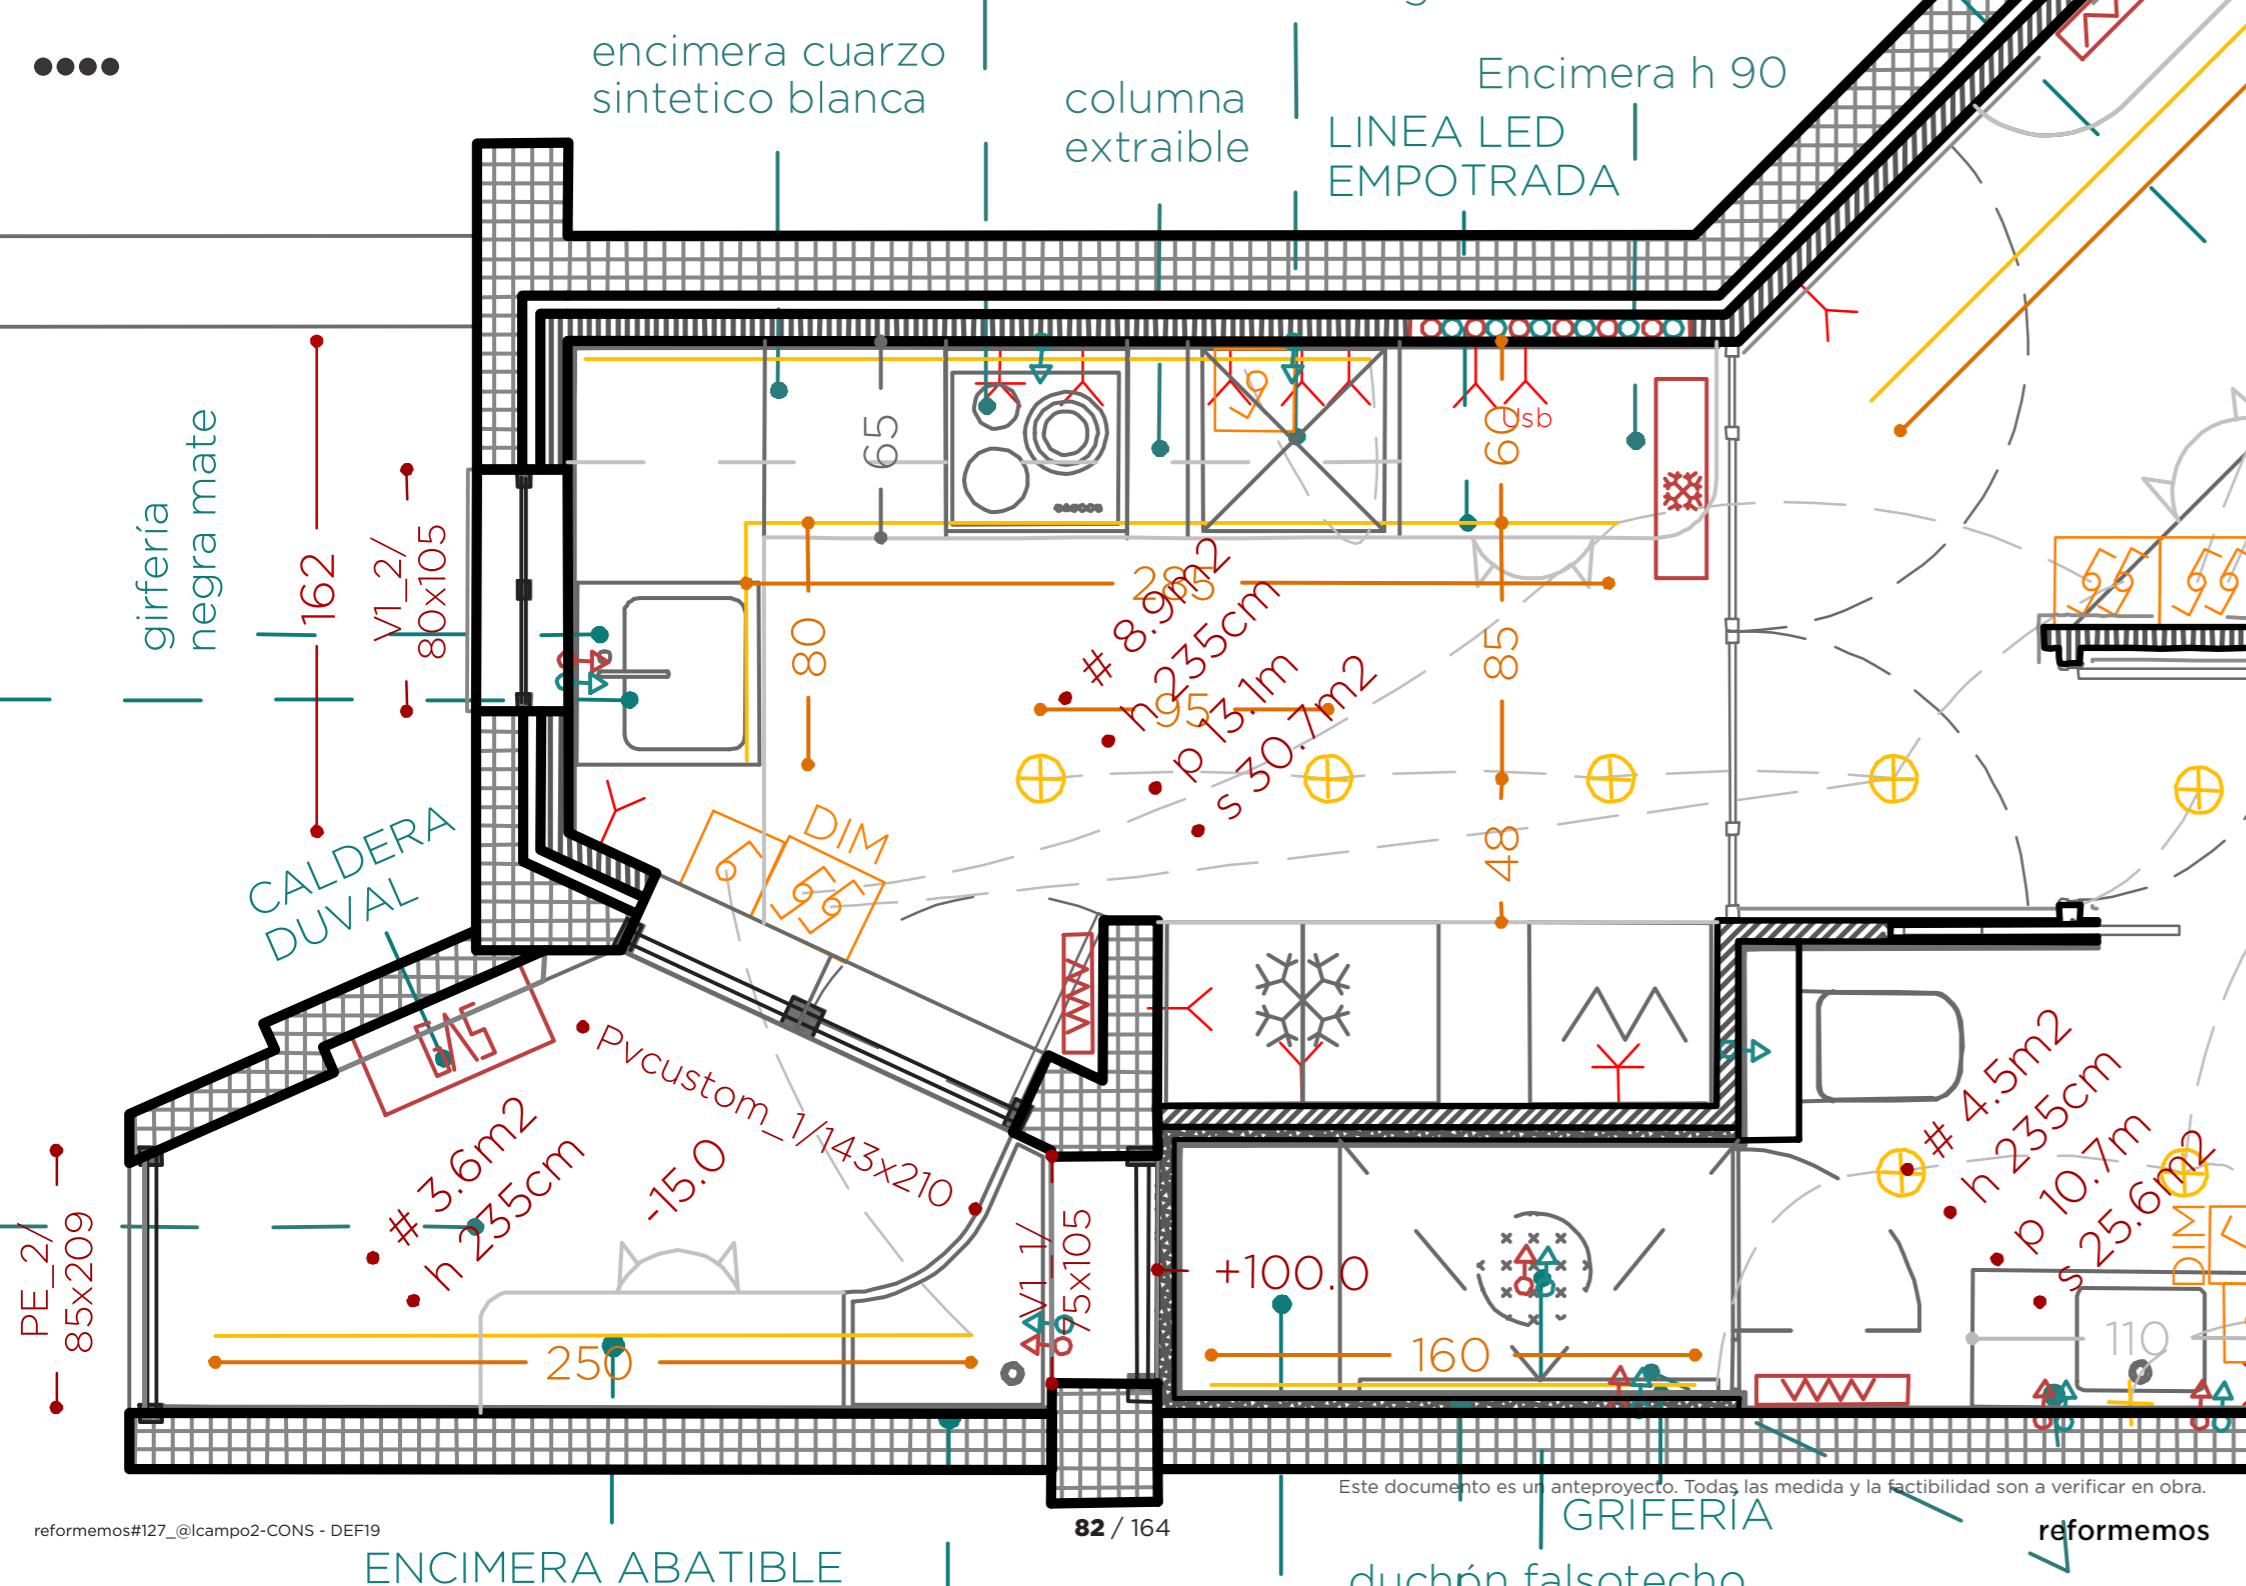 encimera cuarzo
sintetico blanca
columna
extraible
Encimera h 90
LINEA LED
EMPOTRADA
girfería
negra mate
162
V1_2/
80x105
65
60
Usb
285
80
85
95
48
# 8.9m2
h 235cm
p 13.1m
s 30.7m2
CALDERA
DUVAL
DIM
Pvcustom_1/143x210
# 3.6m2
h 235cm
-15.0
PE_2/
85x209
250
V1_1/
75x105
+100.0
160
# 4.5m2
h 235cm
p 10.7m
s 25.6m2
DIM
110
Este documento es un anteproyecto. Todas las medida y la factibilidad son a verificar en obra.
GRIFERÍA
reformemos#127_@lcampo2-CONS - DEF19
82 / 164
reformemos
ENCIMERA ABATIBLE
duchón falsotecho